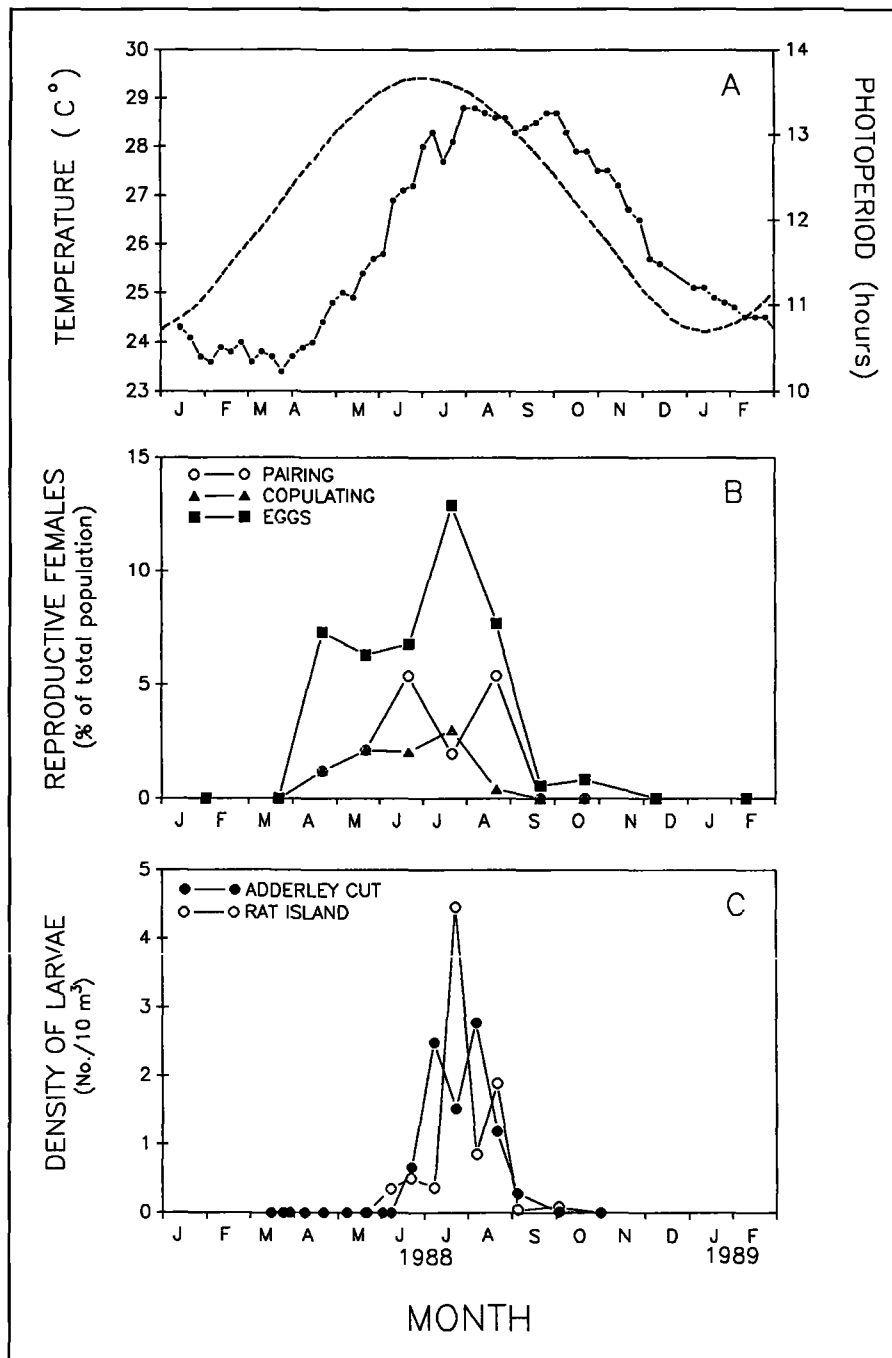 A
TEMPERATURE ( C° )
30
29
28
27
26
25
24
23
PHOTOPERIOD (hours)
14
13
12
11
10
J F M A M J J A S O N D J F
B
REPRODUCTIVE FEMALES
(% of total population)
15
10
5
0
PAIRING
COPULATING
EGGS
J F M A M J J A S O N D J F
C
DENSITY OF LARVAE
(No./10 m³)
5
4
3
2
1
0
ADDERLEY CUT
RAT ISLAND
J F M A M J J A S O N D J F
1988 1989
MONTH